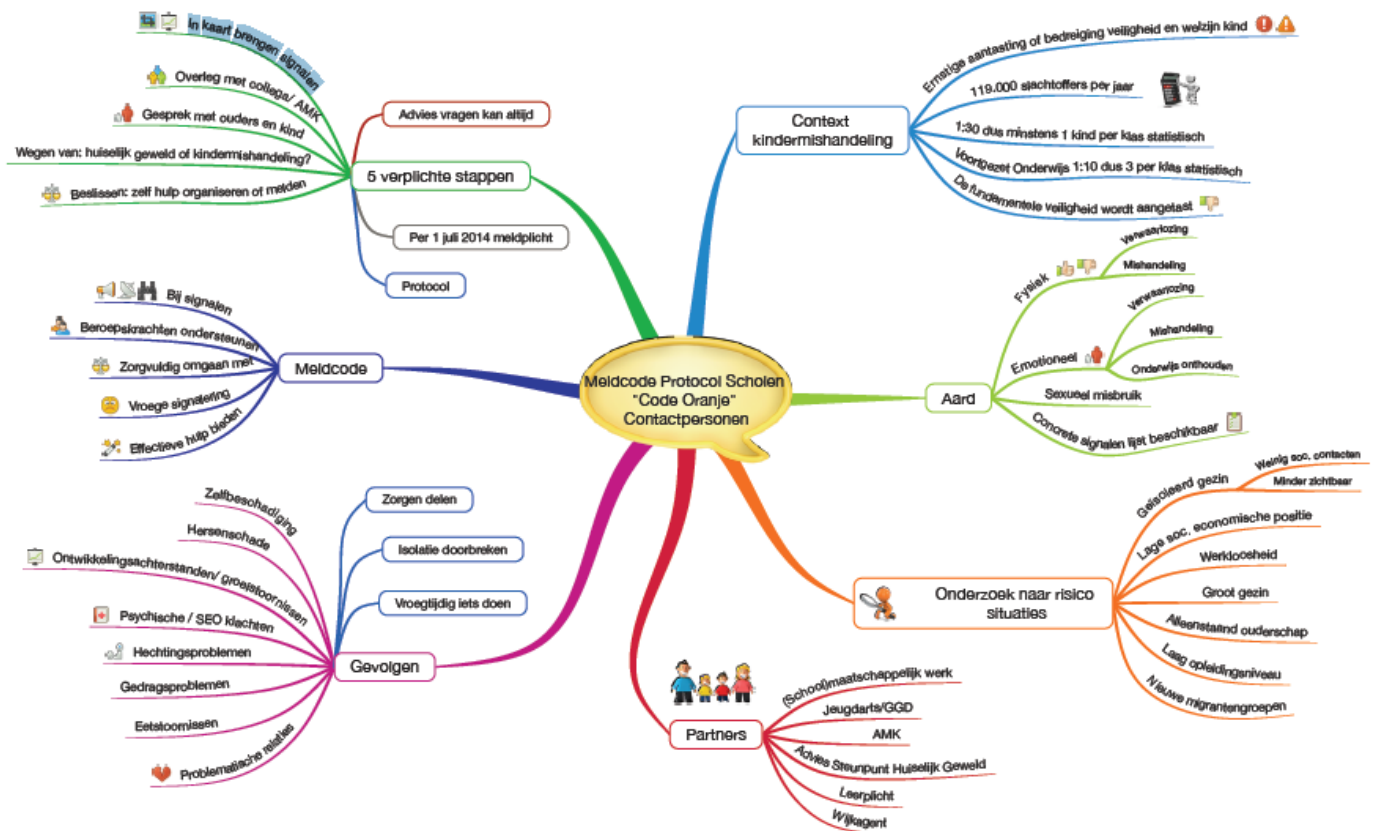 Meldcode Protocol Scholen
"Code Oranje"
Contactpersonen
Context
kindermishandeling
Ernstige aantasting of bedreiging veiligheid en welzijn kind
119.000 slachtoffers per jaar
1:30 dus minstens 1 kind per klas statistisch
Voortgezet Onderwijs 1:10 dus 3 per klas statistisch
De fundamentele veiligheid wordt aangetast
Aard
Fysiek
Verwaarlozing
Mishandeling
Emotioneel
Verwaarlozing
Mishandeling
Onderwijs onthouden
Sexueel misbruik
Concrete signalen lijst beschikbaar
Onderzoek naar risico
situaties
Geïsoleerd gezin
Weinig soc. contacten
Minder zichtbaar
Lage soc. economische positie
Werkloosheid
Groot gezin
Alleenstaand ouderschap
Laag opleidingsniveau
Nieuwe migrantengroepen
Partners
(School)maatschappelijk werk
Jeugdarts/GGD
AMK
Advies Steunpunt Huiselijk Geweld
Leerplicht
Wijkagent
Gevolgen
Zorgen delen
Isolatie doorbreken
Vroegtijdig iets doen
Zelfbeschadiging
Hersenschade
Ontwikkelingsachterstanden/ groeistoornissen
Psychische / SEO klachten
Hechtingsproblemen
Gedragsproblemen
Eetstoornissen
Problematische relaties
Meldcode
Bij signalen
Beroepskrachten ondersteunen
Zorgvuldig omgaan met
Vroege signalering
Effectieve hulp bieden
5 verplichte stappen
Advies vragen kan altijd
In kaart brengen signalen
Overleg met collega/ AMK
Gesprek met ouders en kind
Wegen van: huiselijk geweld of kindermishandeling?
Beslissen: zelf hulp organiseren of melden
Per 1 juli 2014 meldplicht
Protocol